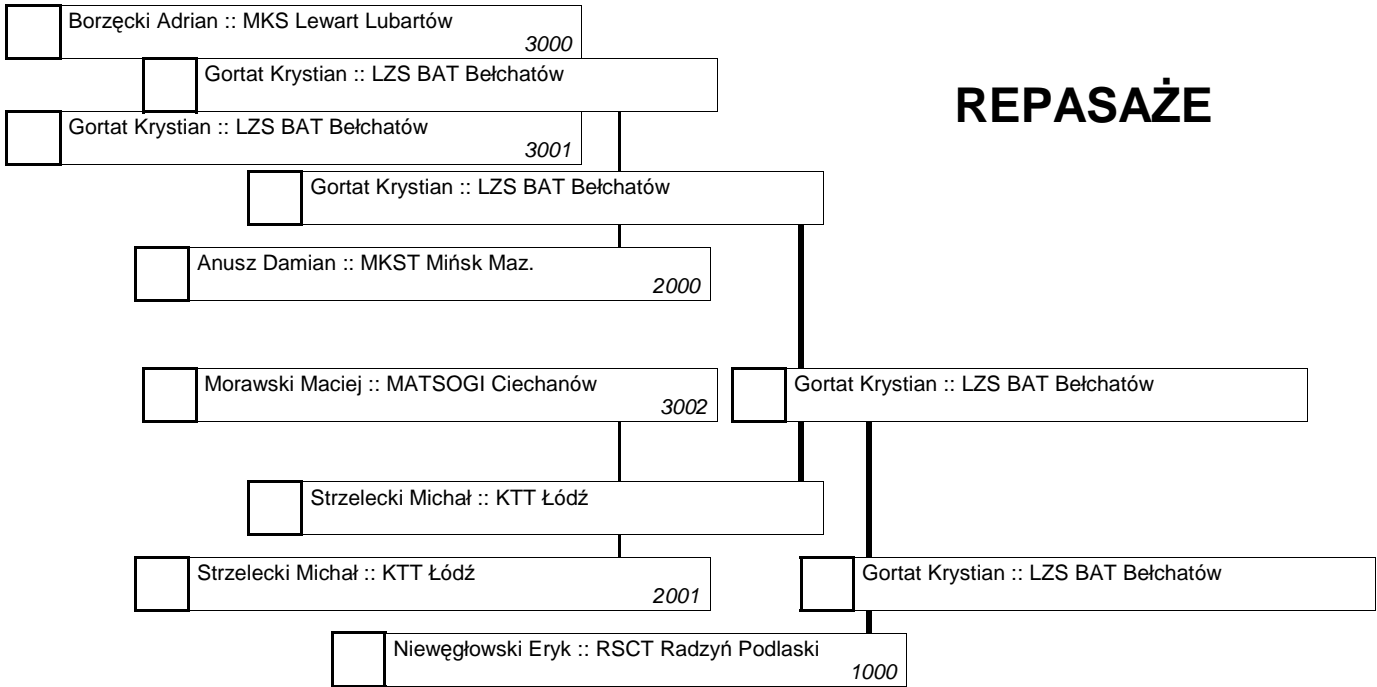 Borzęcki Adrian :: MKS Lewart Lubartów
3000
Gortat Krystian :: LZS BAT Bełchatów
REPASAŻE
Gortat Krystian :: LZS BAT Bełchatów
3001
Gortat Krystian :: LZS BAT Bełchatów
Anusz Damian :: MKST Mińsk Maz.
2000
Morawski Maciej :: MATSOGI Ciechanów
3002
Gortat Krystian :: LZS BAT Bełchatów
Strzelecki Michał :: KTT Łódź
Strzelecki Michał :: KTT Łódź
2001
Gortat Krystian :: LZS BAT Bełchatów
Niewęgłowski Eryk :: RSCT Radzyń Podlaski
1000